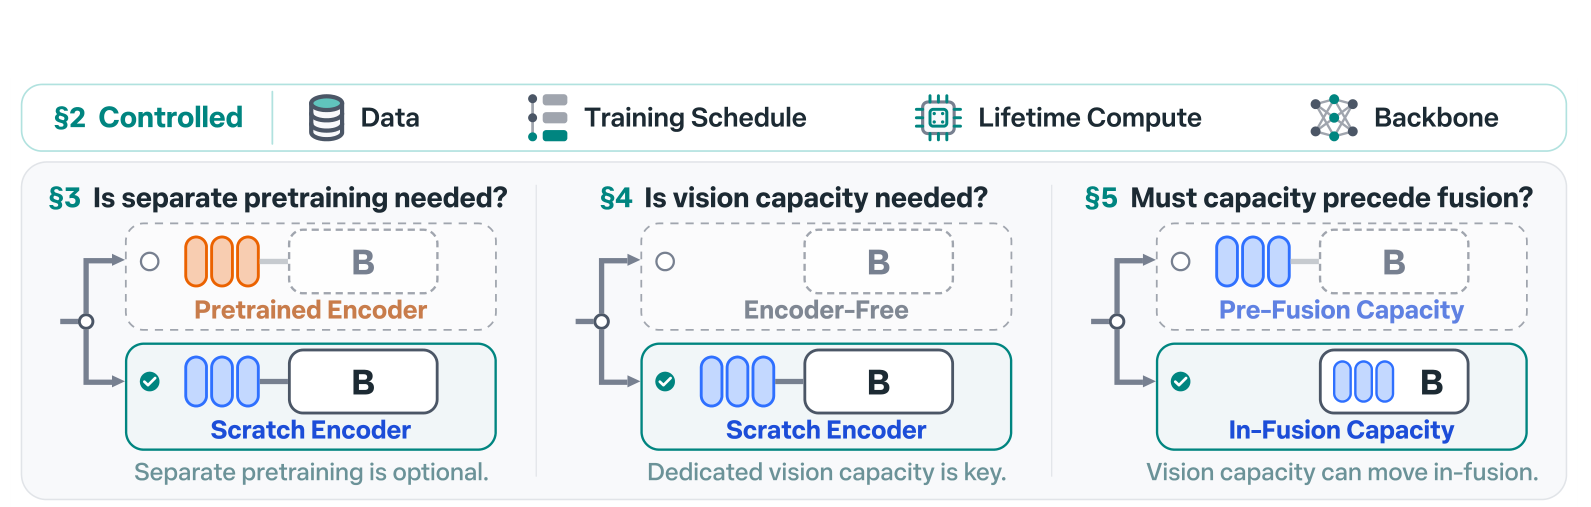 §2 Controlled
Data
Training Schedule
Lifetime Compute
Backbone
§3 Is separate pretraining needed?
B
Pretrained Encoder
B
Scratch Encoder
Separate pretraining is optional.
§4 Is vision capacity needed?
B
Encoder-Free
B
Scratch Encoder
Dedicated vision capacity is key.
§5 Must capacity precede fusion?
B
Pre-Fusion Capacity
B
In-Fusion Capacity
Vision capacity can move in-fusion.